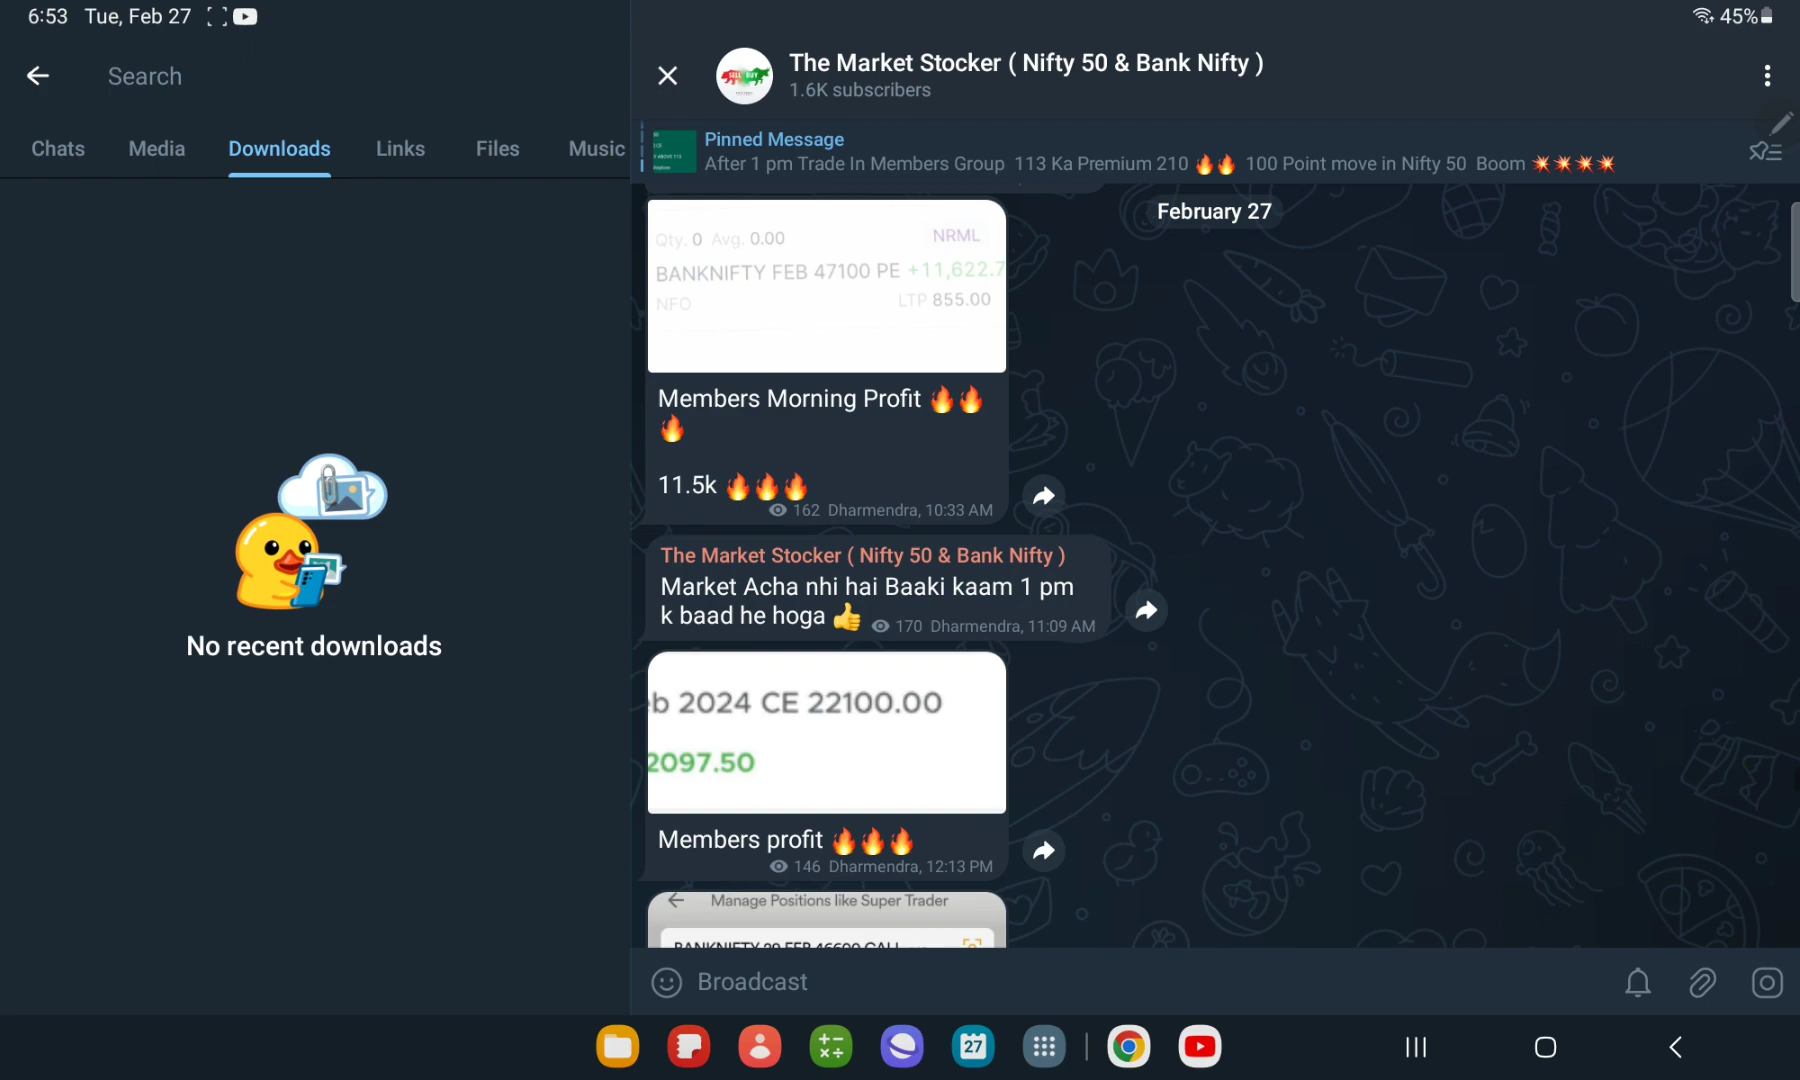 6:53 Tue, Feb 27
45%
Search
Chats Media Downloads Links Files Music
No recent downloads
The Market Stocker ( Nifty 50 & Bank Nifty )
1.6K subscribers
Pinned Message
After 1 pm Trade In Members Group 113 Ka Premium 210 🔥🔥 100 Point move in Nifty 50 Boom 💥💥💥💥
February 27
Qty. 0 Avg. 0.00 NRML
BANKNIFTY FEB 47100 PE +11,622.7
NFO LTP 855.00
Members Morning Profit 🔥🔥
🔥
11.5k 🔥🔥🔥
162 Dharmendra, 10:33 AM
The Market Stocker ( Nifty 50 & Bank Nifty )
Market Acha nhi hai Baaki kaam 1 pm
k baad he hoga 👍 170 Dharmendra, 11:09 AM
b 2024 CE 22100.00
2097.50
Members profit 🔥🔥🔥
146 Dharmendra, 12:13 PM
Manage Positions like Super Trader
BANKNIFTY 29 FEB 46600 CALL
Broadcast
27